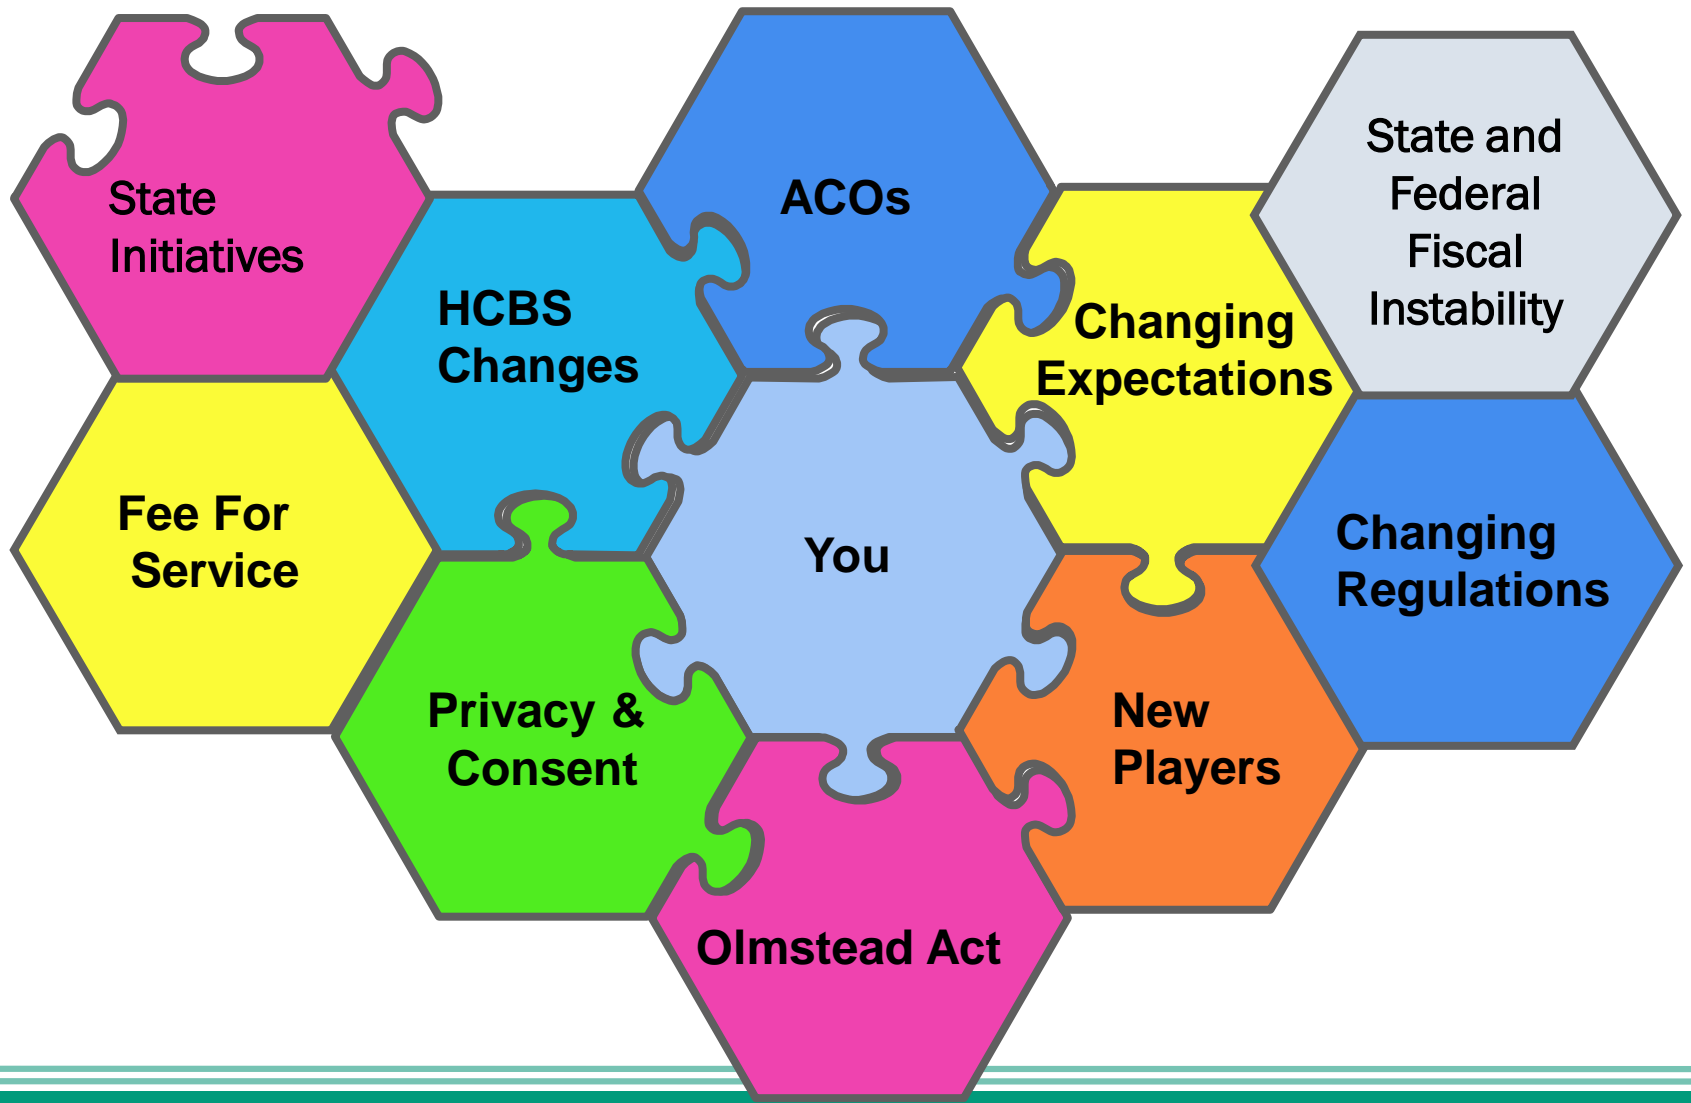 State
Initiatives
HCBS
Changes
ACOs
Changing
Expectations
State and
Federal
Fiscal
Instability
Fee For
Service
You
Changing
Regulations
Privacy &
Consent
New
Players
Olmstead Act